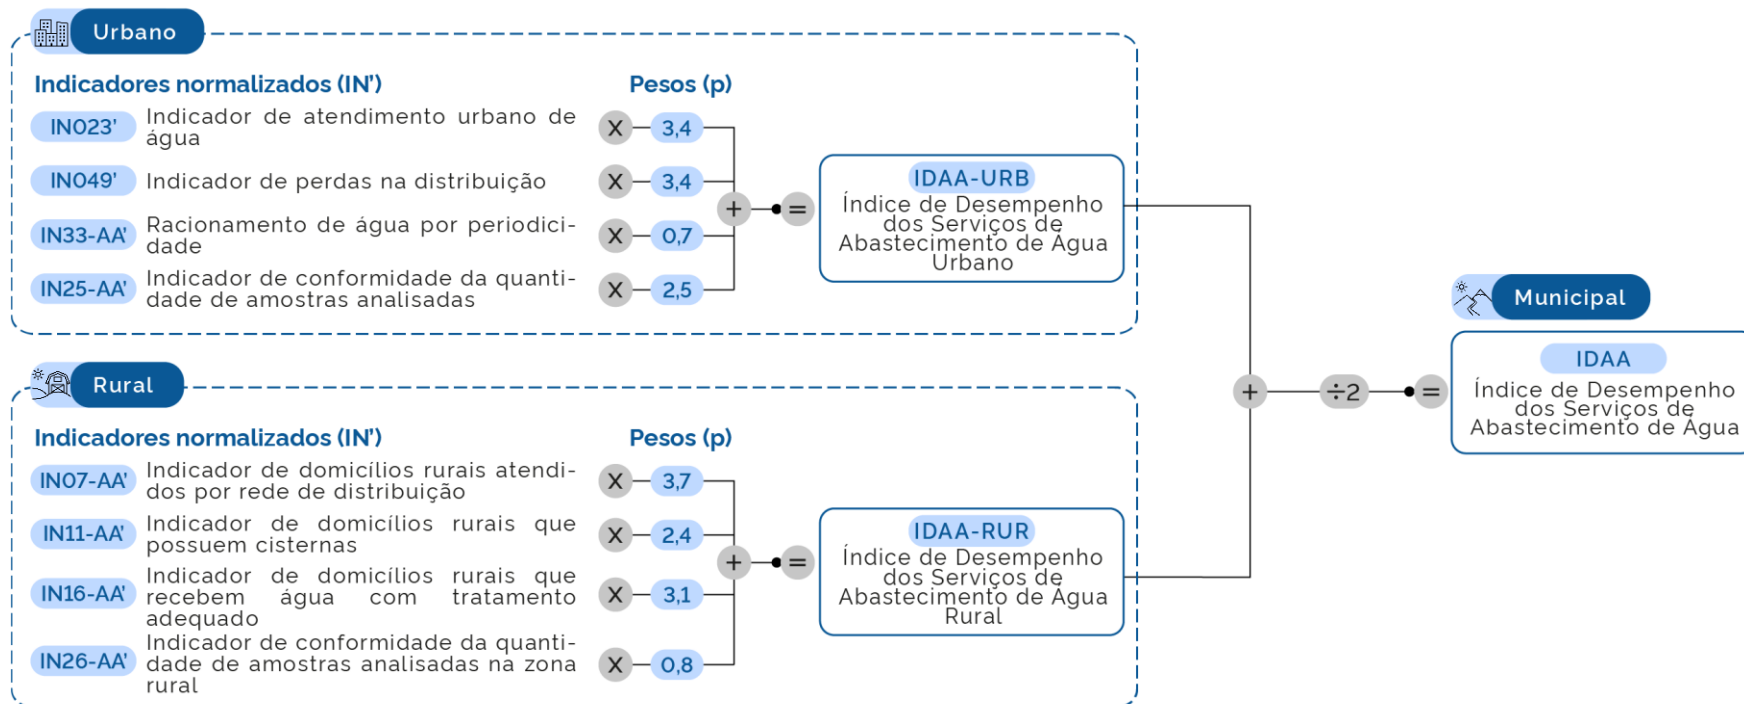 Urbano
Indicadores normalizados (IN') Pesos (p)
IN023' Indicador de atendimento urbano de
água
X 3,4
IN049' Indicador de perdas na distribuição X 3,4
IN33-AA' Racionamento de água por periodici-
dade
X 0,7
IN25-AA' Indicador de conformidade da quanti-
dade de amostras analisadas
X 2,5
+ =
IDAA-URB
Índice de Desempenho
dos Serviços de
Abastecimento de Água
Urbano
Rural
Indicadores normalizados (IN') Pesos (p)
IN07-AA' Indicador de domicílios rurais atendi-
dos por rede de distribuição
X 3,7
IN11-AA' Indicador de domicílios rurais que
possuem cisternas
X 2,4
IN16-AA' Indicador de domicílios rurais que
recebem água com tratamento
adequado
X 3,1
IN26-AA' Indicador de conformidade da quanti-
dade de amostras analisadas na zona
rural
X 0,8
+ =
IDAA-RUR
Índice de Desempenho
dos Serviços de
Abastecimento de Água
Rural
+ ÷2 =
Municipal
IDAA
Índice de Desempenho
dos Serviços de
Abastecimento de Água